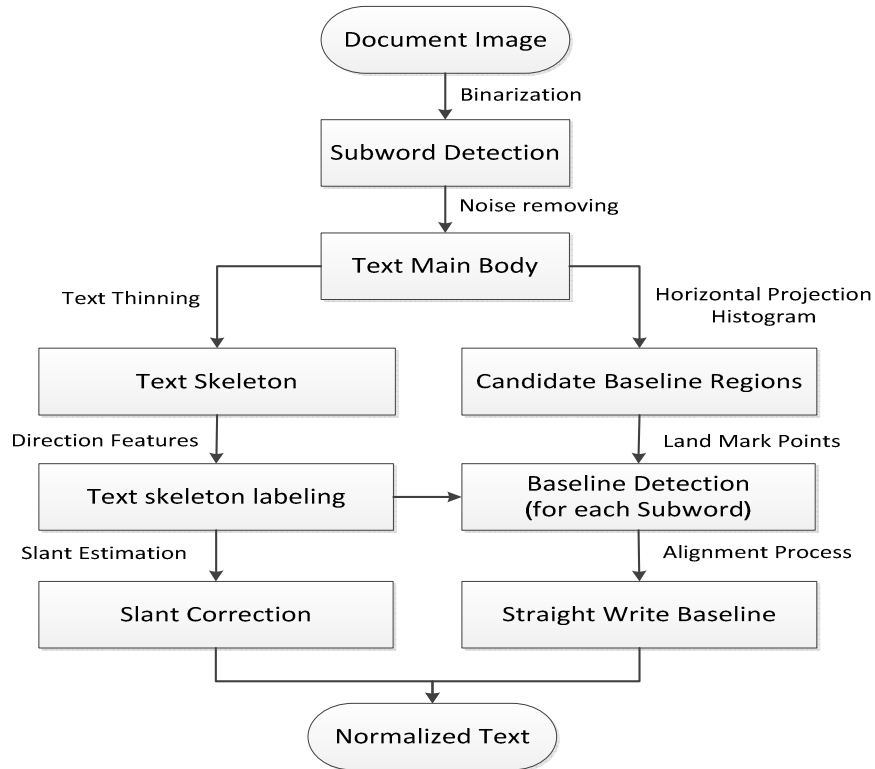 Document Image
Binarization
Subword Detection
Noise removing
Text Main Body
Text Thinning
Horizontal Projection
Histogram
Text Skeleton
Candidate Baseline Regions
Direction Features
Land Mark Points
Text skeleton labeling
Baseline Detection
(for each Subword)
Slant Estimation
Alignment Process
Slant Correction
Straight Write Baseline
Normalized Text